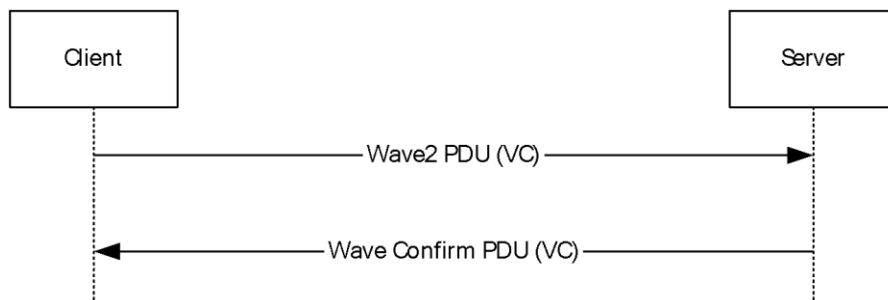 Client
Server
Wave2 PDU (VC)
Wave Confirm PDU (VC)